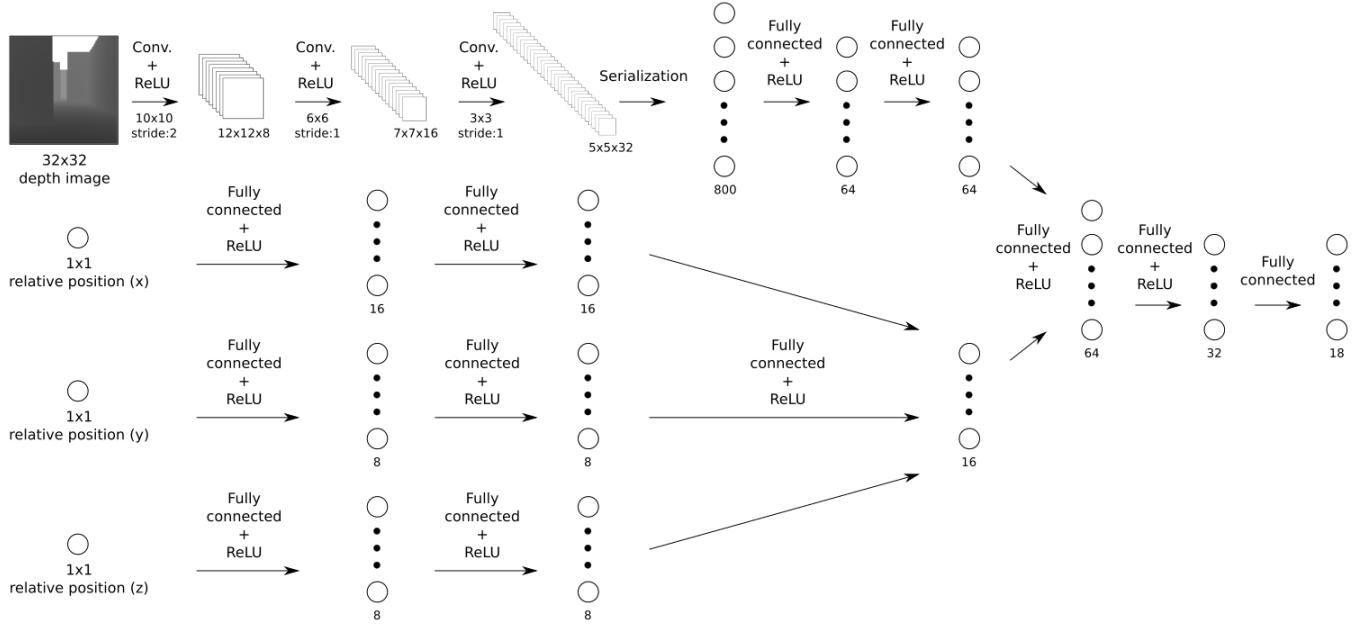 Conv.
+
ReLU
10x10
stride:2
Conv.
+
ReLU
6x6
stride:1
Conv.
+
ReLU
3x3
stride:1
Serialization
Fully
connected
+
ReLU
Fully
connected
+
ReLU
32x32
depth image
12x12x8
7x7x16
5x5x32
800
64
64
1x1
relative position (x)
Fully
connected
+
ReLU
16
Fully
connected
+
ReLU
16
1x1
relative position (y)
Fully
connected
+
ReLU
8
Fully
connected
+
ReLU
8
Fully
connected
+
ReLU
16
1x1
relative position (z)
Fully
connected
+
ReLU
8
Fully
connected
+
ReLU
8
Fully
connected
+
ReLU
64
Fully
connected
+
ReLU
32
Fully
connected
18